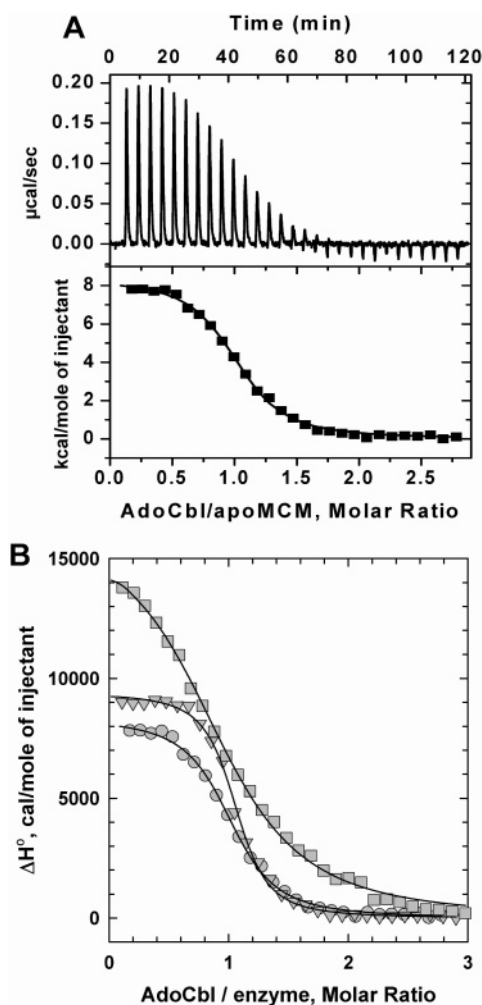 A
Time (min)
0 20 40 60 80 100 120
0.20
0.15
0.10
0.05
0.00
µcal/sec
8
6
4
2
0
kcal/mole of injectant
0.0 0.5 1.0 1.5 2.0 2.5
AdoCbl/apoMCM, Molar Ratio
B
15000
10000
5000
0
ΔH°, cal/mole of injectant
0 1 2 3
AdoCbl / enzyme, Molar Ratio